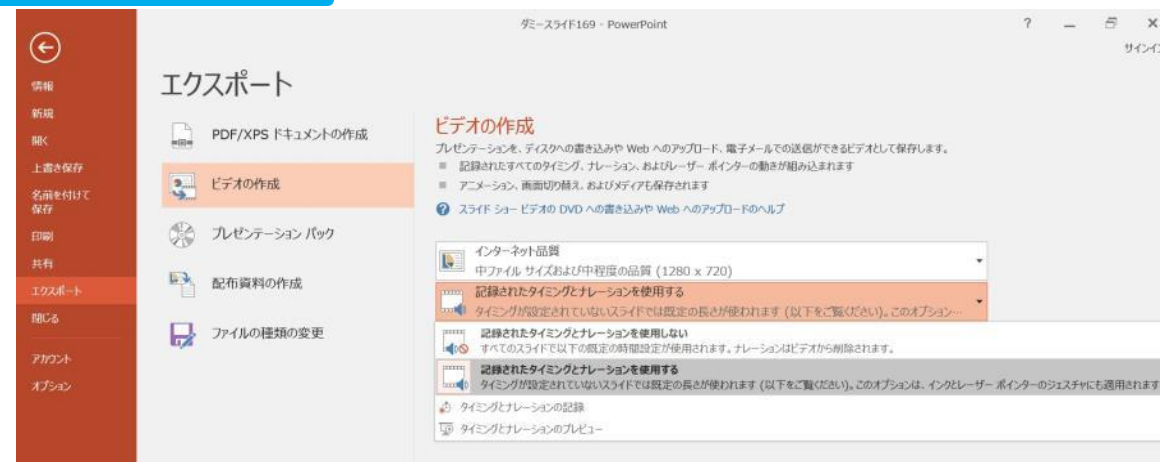 ダミースライド169 - PowerPoint
?
サインイン
情報
新規
開く
上書き保存
名前を付けて
保存
印刷
共有
エクスポート
閉じる
アカウント
オプション
エクスポート
PDF/XPS ドキュメントの作成
ビデオの作成
プレゼンテーション パック
配布資料の作成
ファイルの種類の変更
ビデオの作成
プレゼンテーションを、ディスクへの書き込みや Web へのアップロード、電子メールでの送信ができるビデオとして保存します。
記録されたすべてのタイミング、ナレーション、およびレーザー ポインターの動きが組み込まれます
アニメーション、画面切り替え、およびメディアも保存されます
スライド ショー ビデオの DVD への書き込みや Web へのアップロードのヘルプ
インターネット品質
中ファイル サイズおよび中程度の品質 (1280 x 720)
記録されたタイミングとナレーションを使用する
タイミングが設定されていないスライドでは既定の長さが使われます (以下をご覧ください)。このオプション…
記録されたタイミングとナレーションを使用しない
すべてのスライドで以下の既定の時間設定が使用されます。ナレーションはビデオから削除されます。
記録されたタイミングとナレーションを使用する
タイミングが設定されていないスライドでは既定の長さが使われます (以下をご覧ください)。このオプションは、インクとレーザー ポインターのジェスチャにも適用されます
タイミングとナレーションの記録
タイミングとナレーションのプレビュー